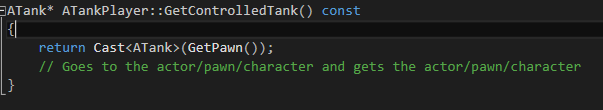 ATank* ATankPlayer::GetControlledTank() const
{
return Cast<ATank>(GetPawn());
// Goes to the actor/pawn/character and gets the actor/pawn/character
}